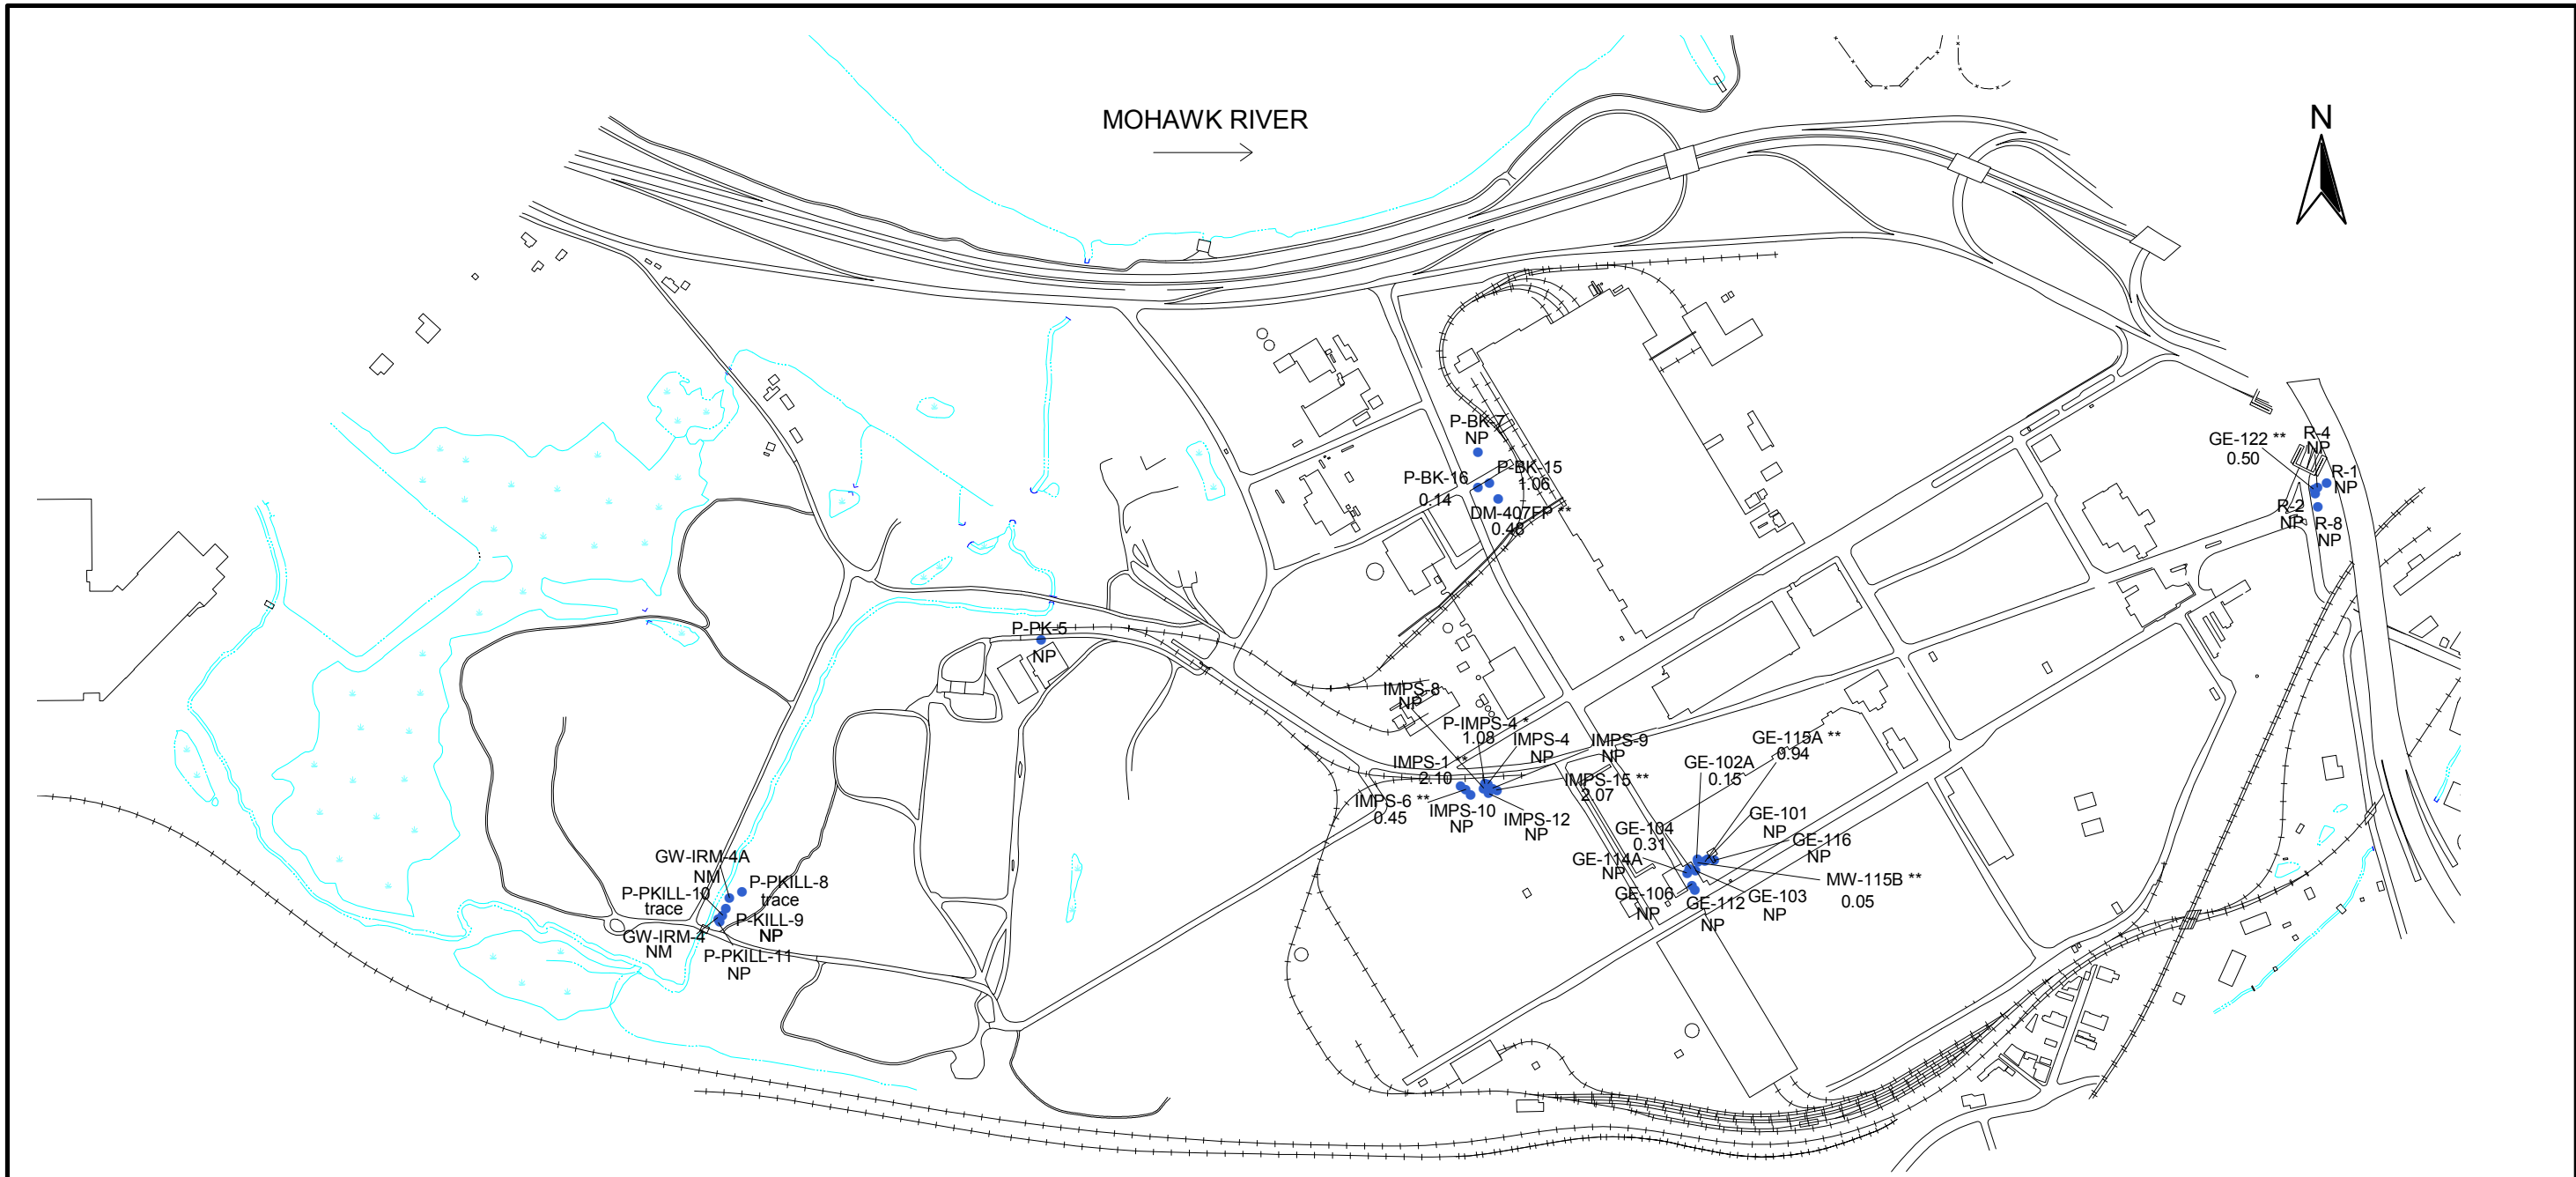 MOHAWK RIVER
N
P-BK-7
NP
P-BK-16
0.14
P-BK-15
1.06
DM-407FP **
0.48
GE-122 **
0.50
R-4
NP
R-1
NP
R-2
NP
R-8
NP
P-PK-5
NP
IMPS-8
NP
P-IMPS-4 *
1.08
IMPS-4
NP
IMPS-9
NP
IMPS-1 **
2.10
IMPS-15 **
2.07
IMPS-6 **
0.45
IMPS-10
NP
IMPS-12
NP
GE-115A **
0.94
GE-102A
0.15
GE-101
NP
GE-104
0.31
GE-116
NP
GE-114A
NP
MW-115B **
0.05
GE-106
NP
GE-112
NP
GE-103
NP
GW-IRM-4A
NM
P-PKILL-8
trace
P-PKILL-10
trace
P-KILL-9
NP
GW-IRM-4
NM
P-PKILL-11
NP